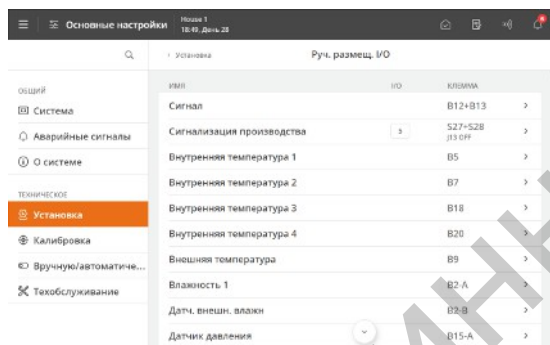 Основные настройки
House 1
18:49, День 28
Установка
Руч. размещ. I/O
ОБЩИЙ
Система
Аварийные сигналы
О системе
ТЕХНИЧЕСКОЕ
Установка
Калибровка
Вручную/автоматиче...
Техобслуживание
ИМЯ I/O КЛЕММА
Сигнал B12+B13
Сигнализация производства 3 S27+S28
J13 OFF
Внутренняя температура 1 B5
Внутренняя температура 2 B7
Внутренняя температура 3 B18
Внутренняя температура 4 B20
Внешняя температура B9
Влажность 1 B2-A
Датч. внешн. влажн B2-B
Датчик давления B15-A